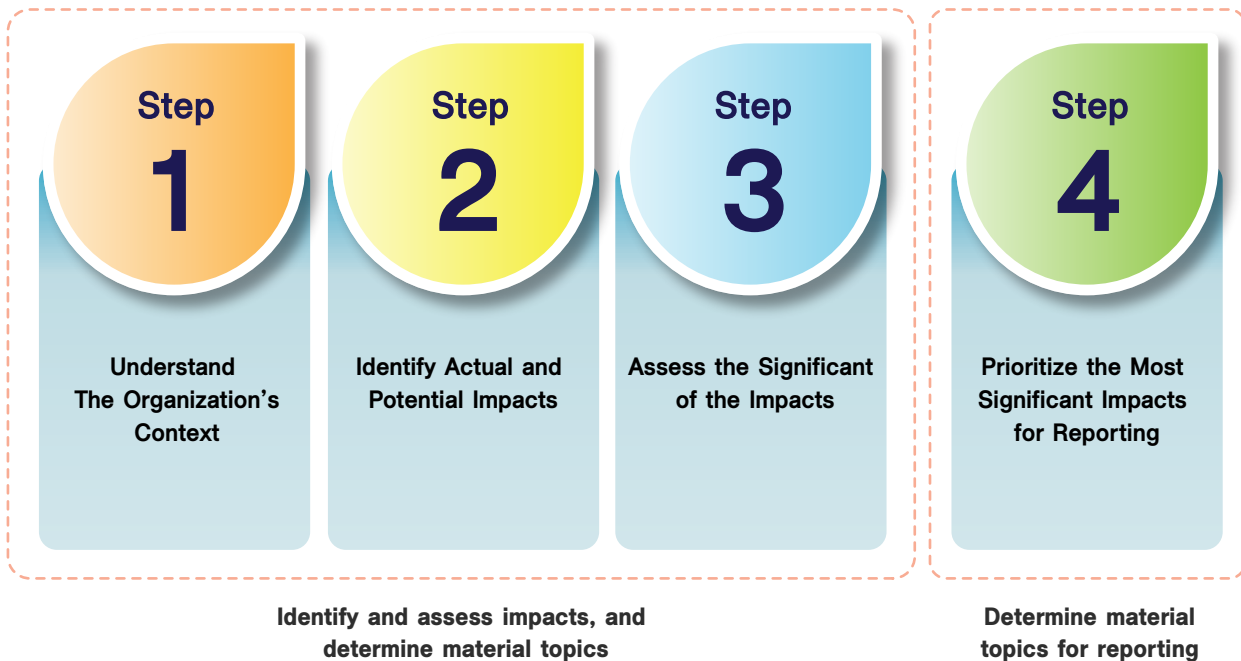 Step
1
Understand
The Organization's
Context
Step
2
Identify Actual and
Potential Impacts
Step
3
Assess the Significant
of the Impacts
Step
4
Prioritize the Most
Significant Impacts
for Reporting
Identify and assess impacts, and
determine material topics
Determine material
topics for reporting